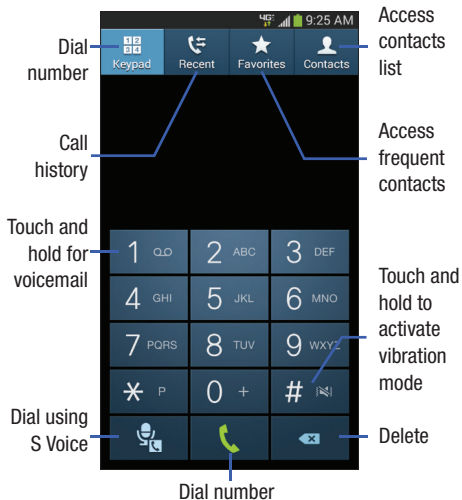 4G 9:25 AM
Access contacts list
Dial number
Keypad Recent Favorites Contacts
Call history
Access frequent contacts
Touch and hold for voicemail
1 2 ABC 3 DEF
4 GHI 5 JKL 6 MNO
Touch and hold to activate vibration mode
7 PQRS 8 TUV 9 WXYZ
* P 0 + #
Dial using S Voice
Delete
Dial number